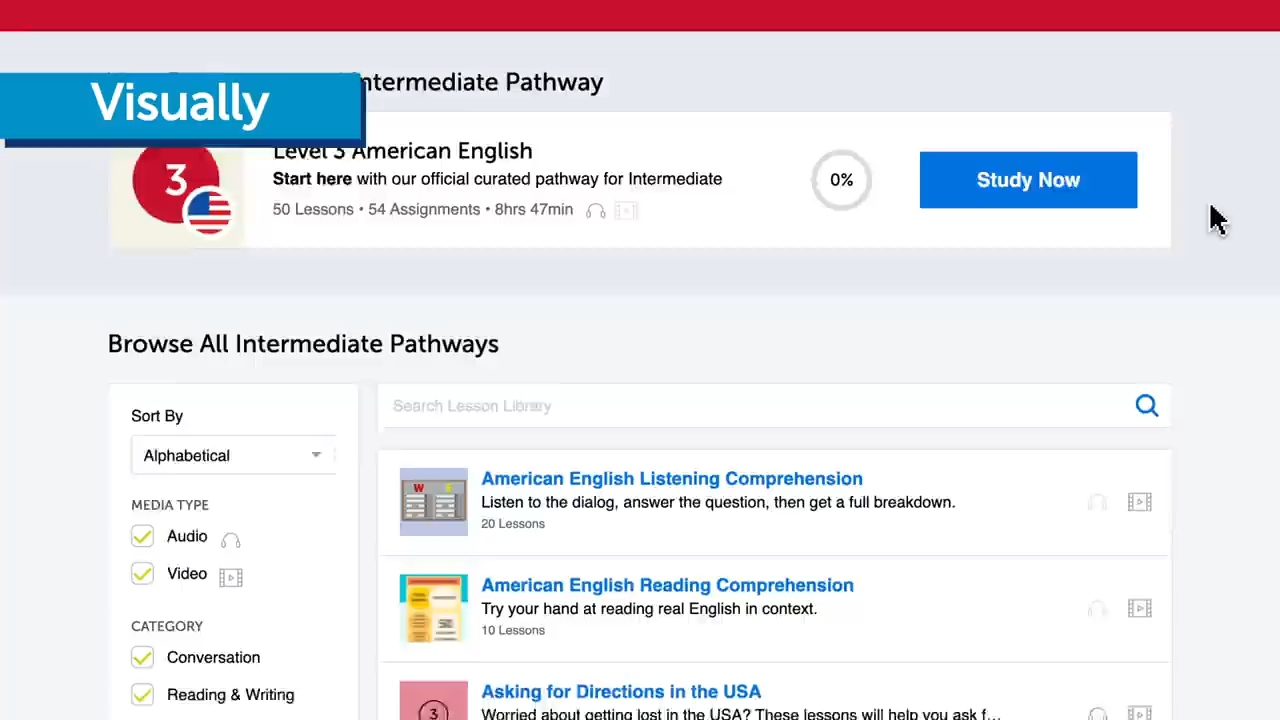 Visually
Intermediate Pathway
3
Level 3 American English
Start here with our official curated pathway for Intermediate
50 Lessons • 54 Assignments • 8hrs 47min
0%
Study Now
Browse All Intermediate Pathways
Sort By
Alphabetical
MEDIA TYPE
Audio
Video
CATEGORY
Conversation
Reading & Writing
Search Lesson Library
W E
American English Listening Comprehension
Listen to the dialog, answer the question, then get a full breakdown.
20 Lessons
American English Reading Comprehension
Try your hand at reading real English in context.
10 Lessons
3
Asking for Directions in the USA
Worried about getting lost in the USA? These lessons will help you ask f…